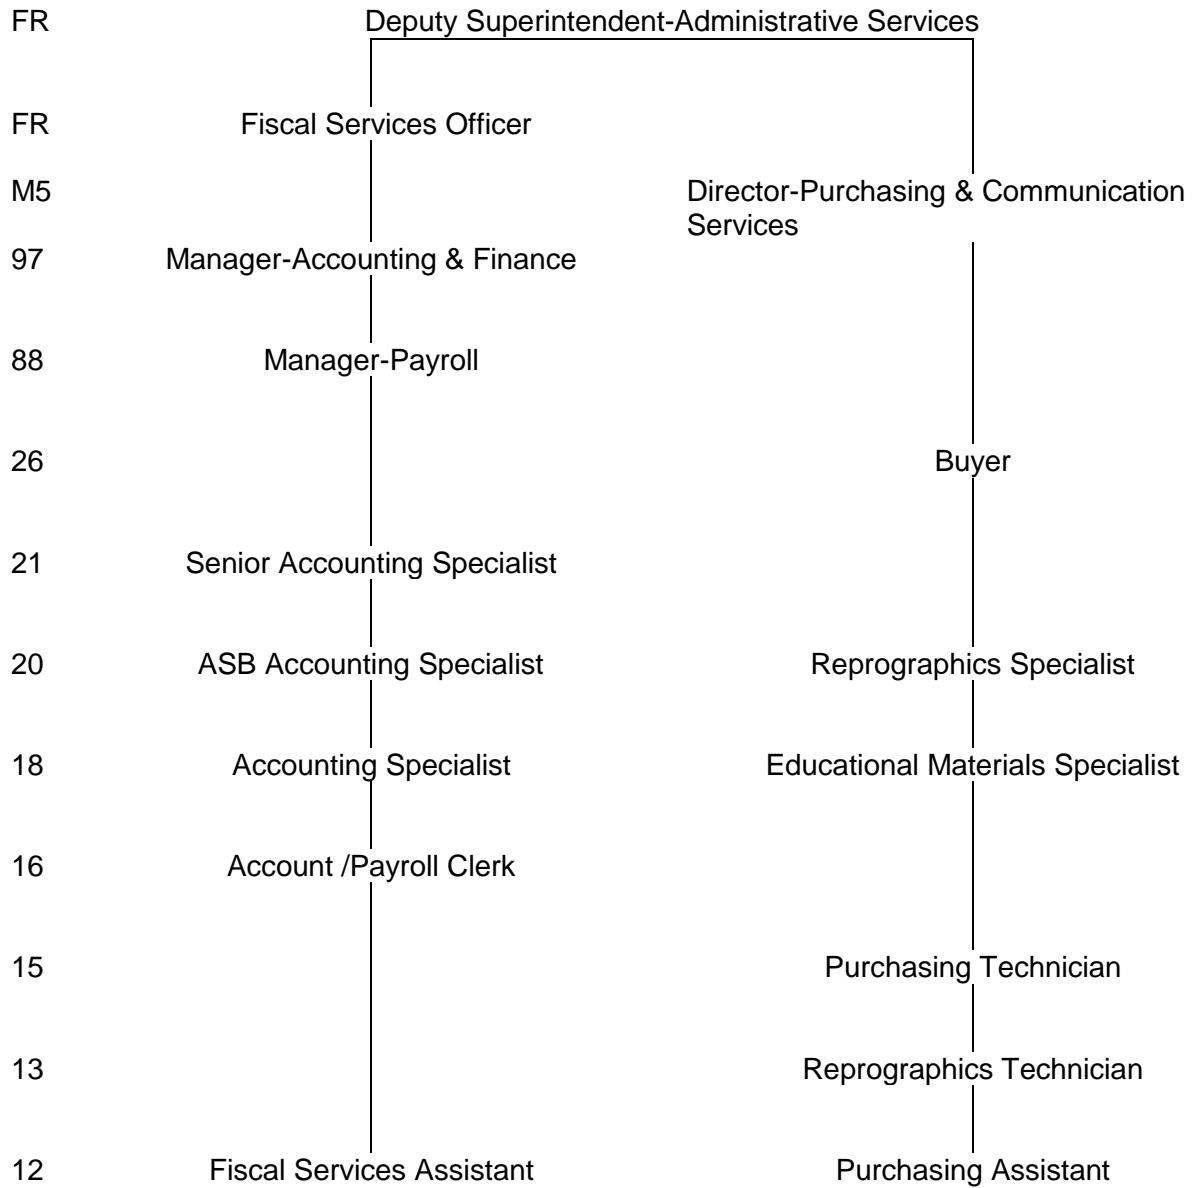 FR Deputy Superintendent-Administrative Services
FR Fiscal Services Officer
M5 Director-Purchasing & Communication
Services
97 Manager-Accounting & Finance
88 Manager-Payroll
26 Buyer
21 Senior Accounting Specialist
20 ASB Accounting Specialist Reprographics Specialist
18 Accounting Specialist Educational Materials Specialist
16 Account /Payroll Clerk
15 Purchasing Technician
13 Reprographics Technician
12 Fiscal Services Assistant Purchasing Assistant